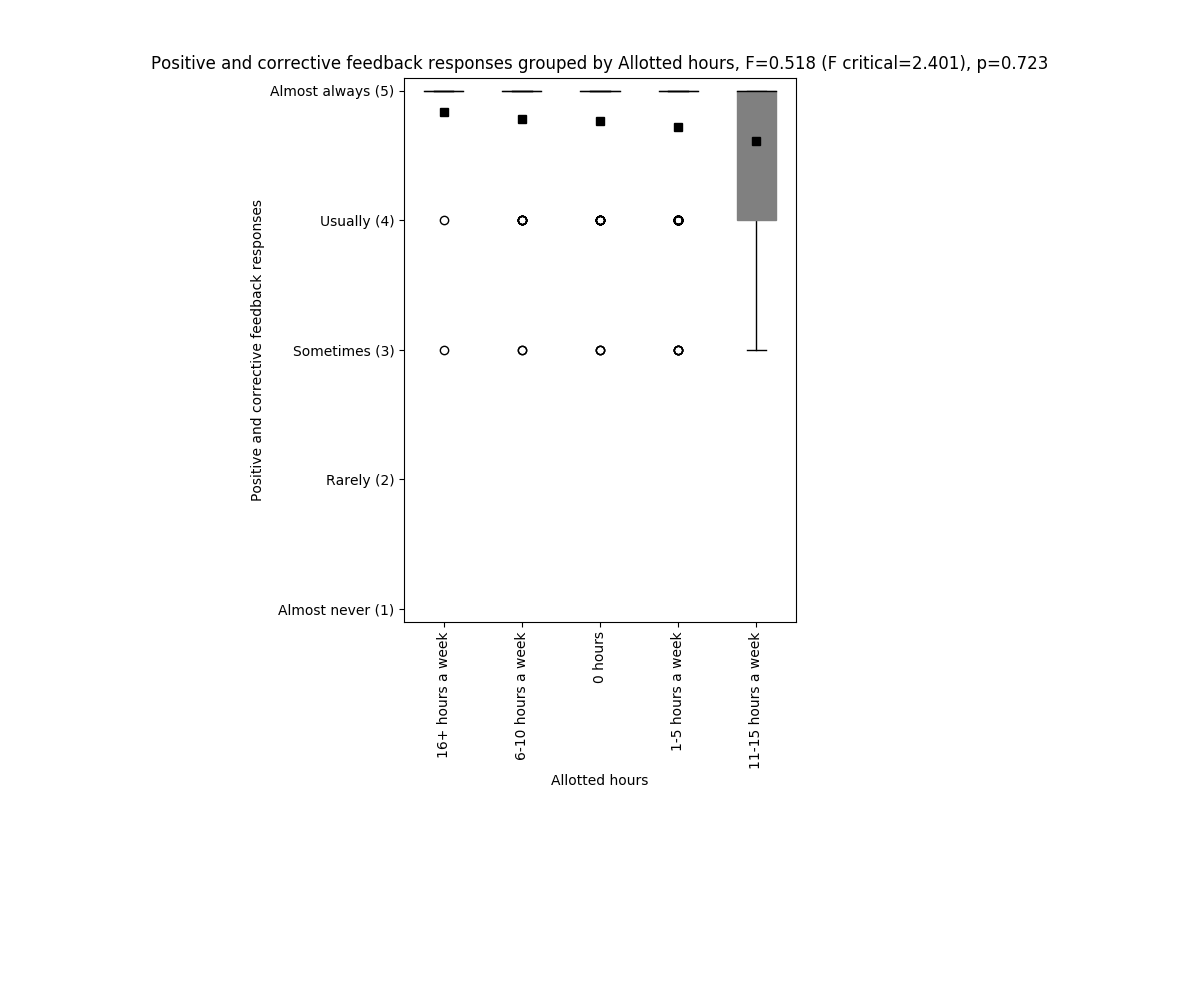 Positive and corrective feedback responses grouped by Allotted hours, F=0.518 (F critical=2.401), p=0.723
Almost always (5)
Usually (4)
Sometimes (3)
Rarely (2)
Almost never (1)
Positive and corrective feedback responses
16+ hours a week
6-10 hours a week
0 hours
1-5 hours a week
11-15 hours a week
Allotted hours